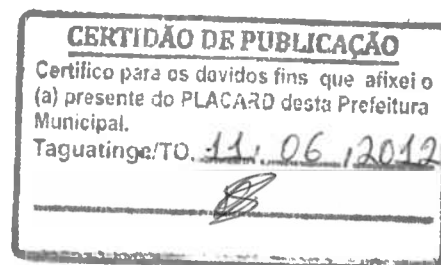 CERTIDÃO DE PUBLICAÇÃO
Certifico para os davidos fins que afixei o
(a) presente do PLACARD desta Prefeitura
Municipal.
Taguatinga/TO. 11, 06, 2012